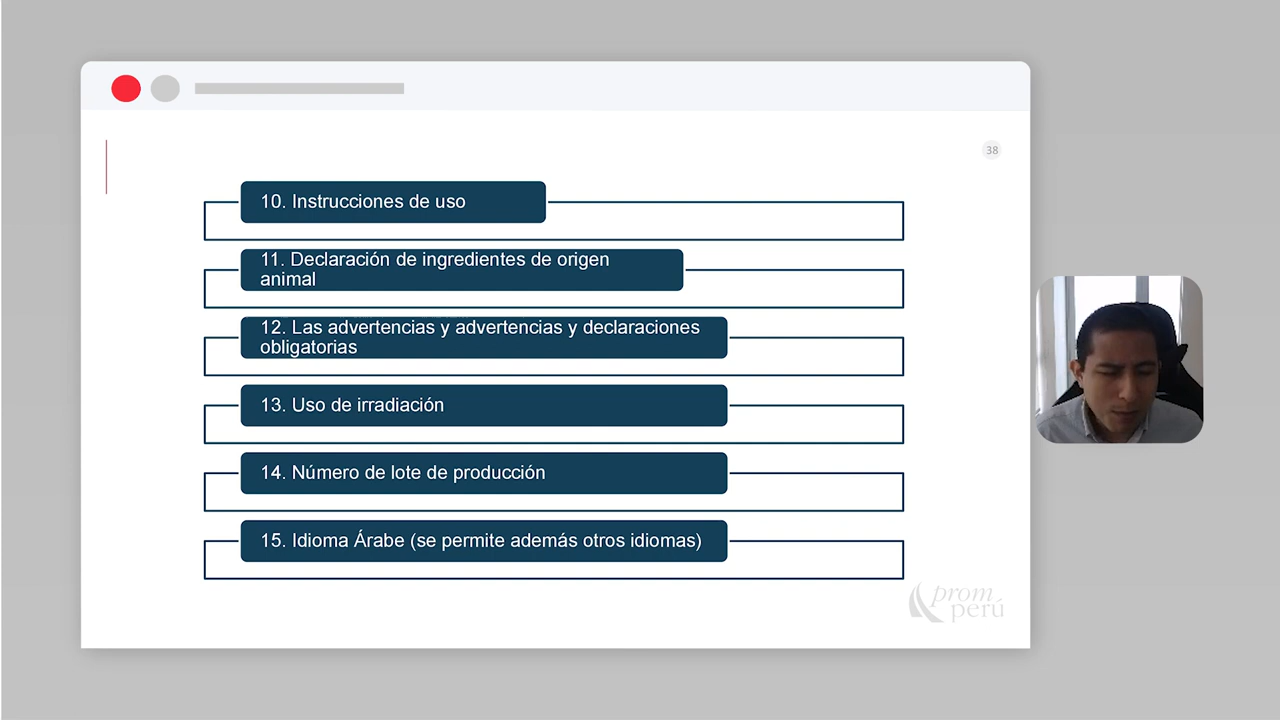 38
10. Instrucciones de uso
11. Declaración de ingredientes de origen
animal
12. Las advertencias y advertencias y declaraciones
obligatorias
13. Uso de irradiación
14. Número de lote de producción
15. Idioma Árabe (se permite además otros idiomas)
prom
perú